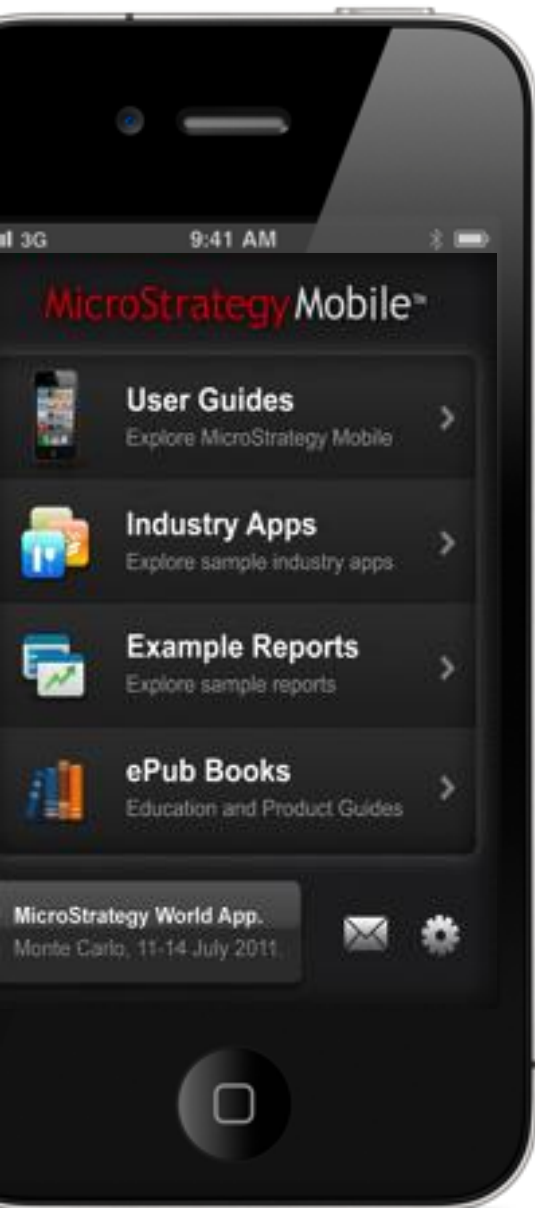 3G 9:41 AM
MicroStrategy Mobile™
User Guides
Explore MicroStrategy Mobile
Industry Apps
Explore sample industry apps
Example Reports
Explore sample reports
ePub Books
Education and Product Guides
MicroStrategy World App.
Monte Carlo, 11-14 July 2011.